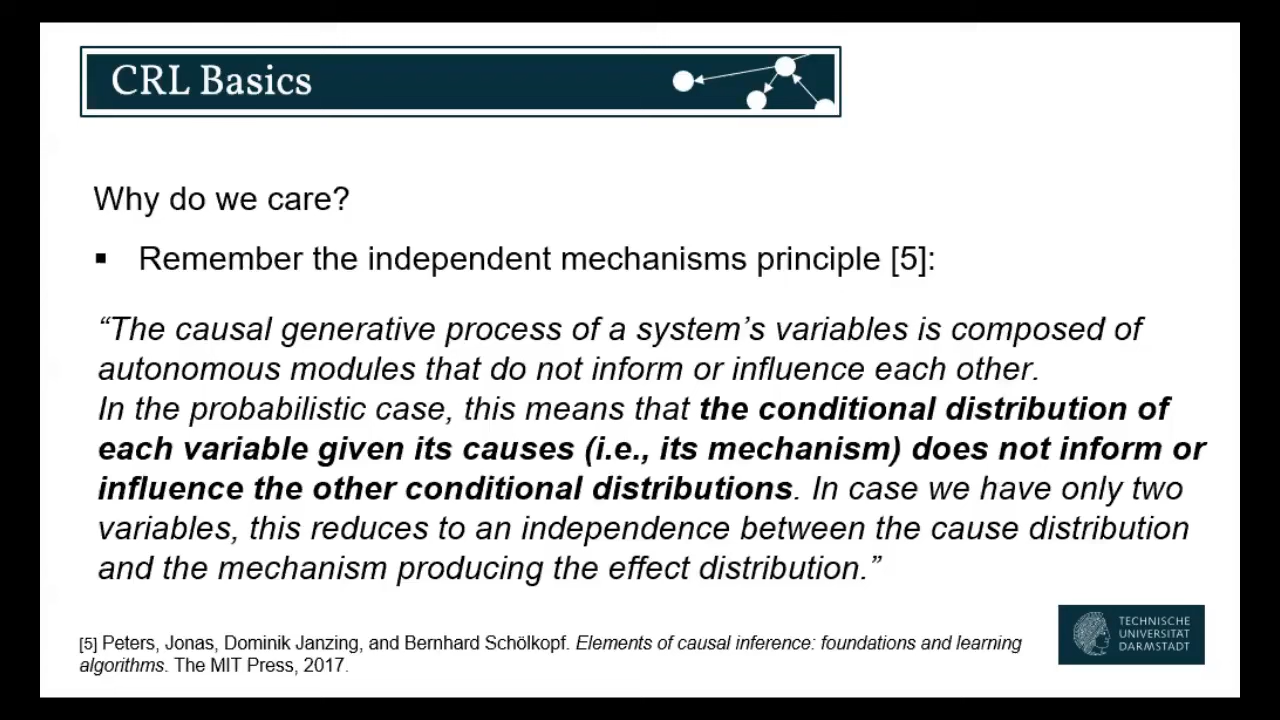 CRL Basics
Why do we care?
▪ Remember the independent mechanisms principle [5]:
“The causal generative process of a system’s variables is composed of
autonomous modules that do not inform or influence each other.
In the probabilistic case, this means that the conditional distribution of
each variable given its causes (i.e., its mechanism) does not inform or
influence the other conditional distributions. In case we have only two
variables, this reduces to an independence between the cause distribution
and the mechanism producing the effect distribution.”
[5] Peters, Jonas, Dominik Janzing, and Bernhard Schölkopf. Elements of causal inference: foundations and learning
algorithms. The MIT Press, 2017.
TECHNISCHE
UNIVERSITÄT
DARMSTADT